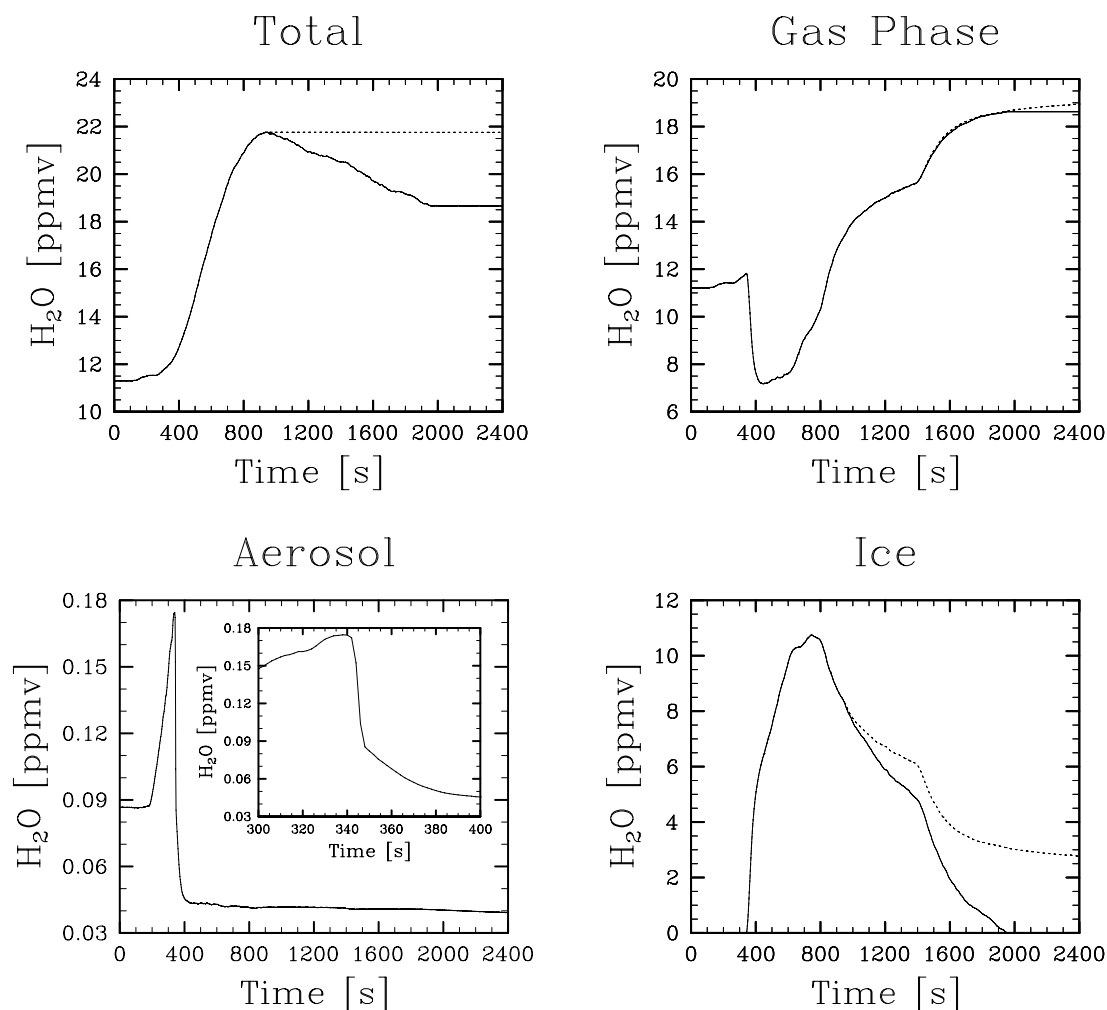 Total
24
22
20
18
16
14
12
10
H₂O [ppmv]
0 400 800 1200 1600 2000 2400
Time [s]
Gas Phase
20
18
16
14
12
10
8
6
H₂O [ppmv]
0 400 800 1200 1600 2000 2400
Time [s]
Aerosol
0.18
0.15
0.12
0.09
0.06
0.03
H₂O [ppmv]
0.18
0.15
0.12
0.09
0.06
0.03
H₂O [ppmv]
300 320 340 360 380 400
Time [s]
0 400 800 1200 1600 2000 2400
Time [s]
Ice
12
10
8
6
4
2
0
H₂O [ppmv]
0 400 800 1200 1600 2000 2400
Time [s]